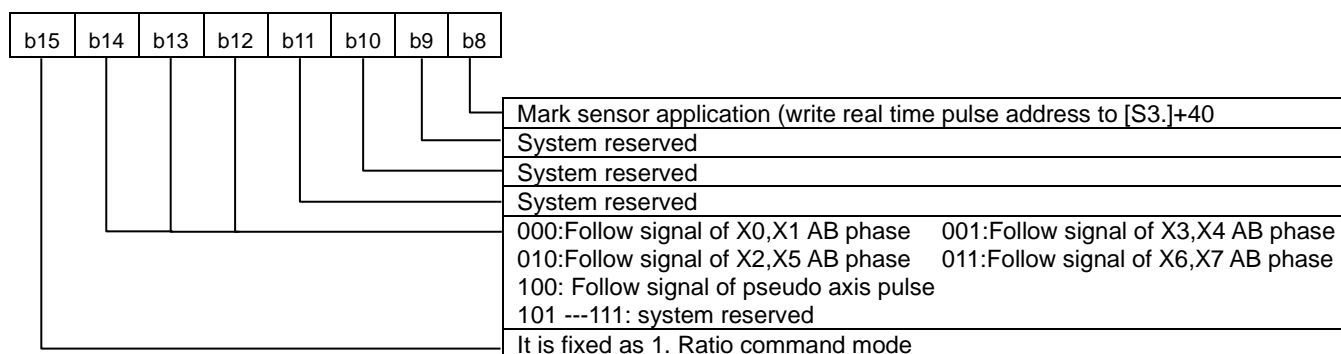 b15 b14 b13 b12 b11 b10 b9 b8
Mark sensor application (write real time pulse address to [S3.]+40
System reserved
System reserved
System reserved
000:Follow signal of X0,X1 AB phase 001:Follow signal of X3,X4 AB phase
010:Follow signal of X2,X5 AB phase 011:Follow signal of X6,X7 AB phase
100: Follow signal of pseudo axis pulse
101 ---111: system reserved
It is fixed as 1. Ratio command mode